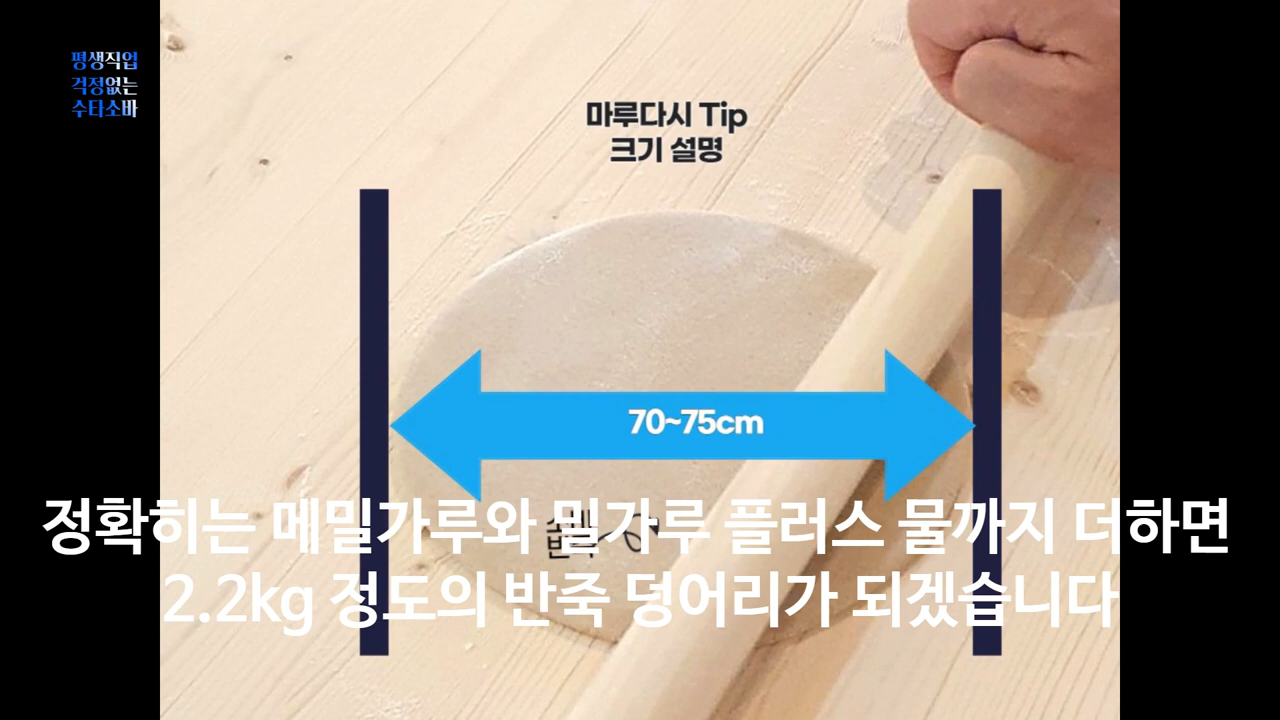 평생직업
걱정없는
수타소바
마루다시 Tip
크기 설명
70~75cm
정확히는 메밀가루와 밀가루 플러스 물까지 더하면
2.2kg 정도의 반죽 덩어리가 되겠습니다